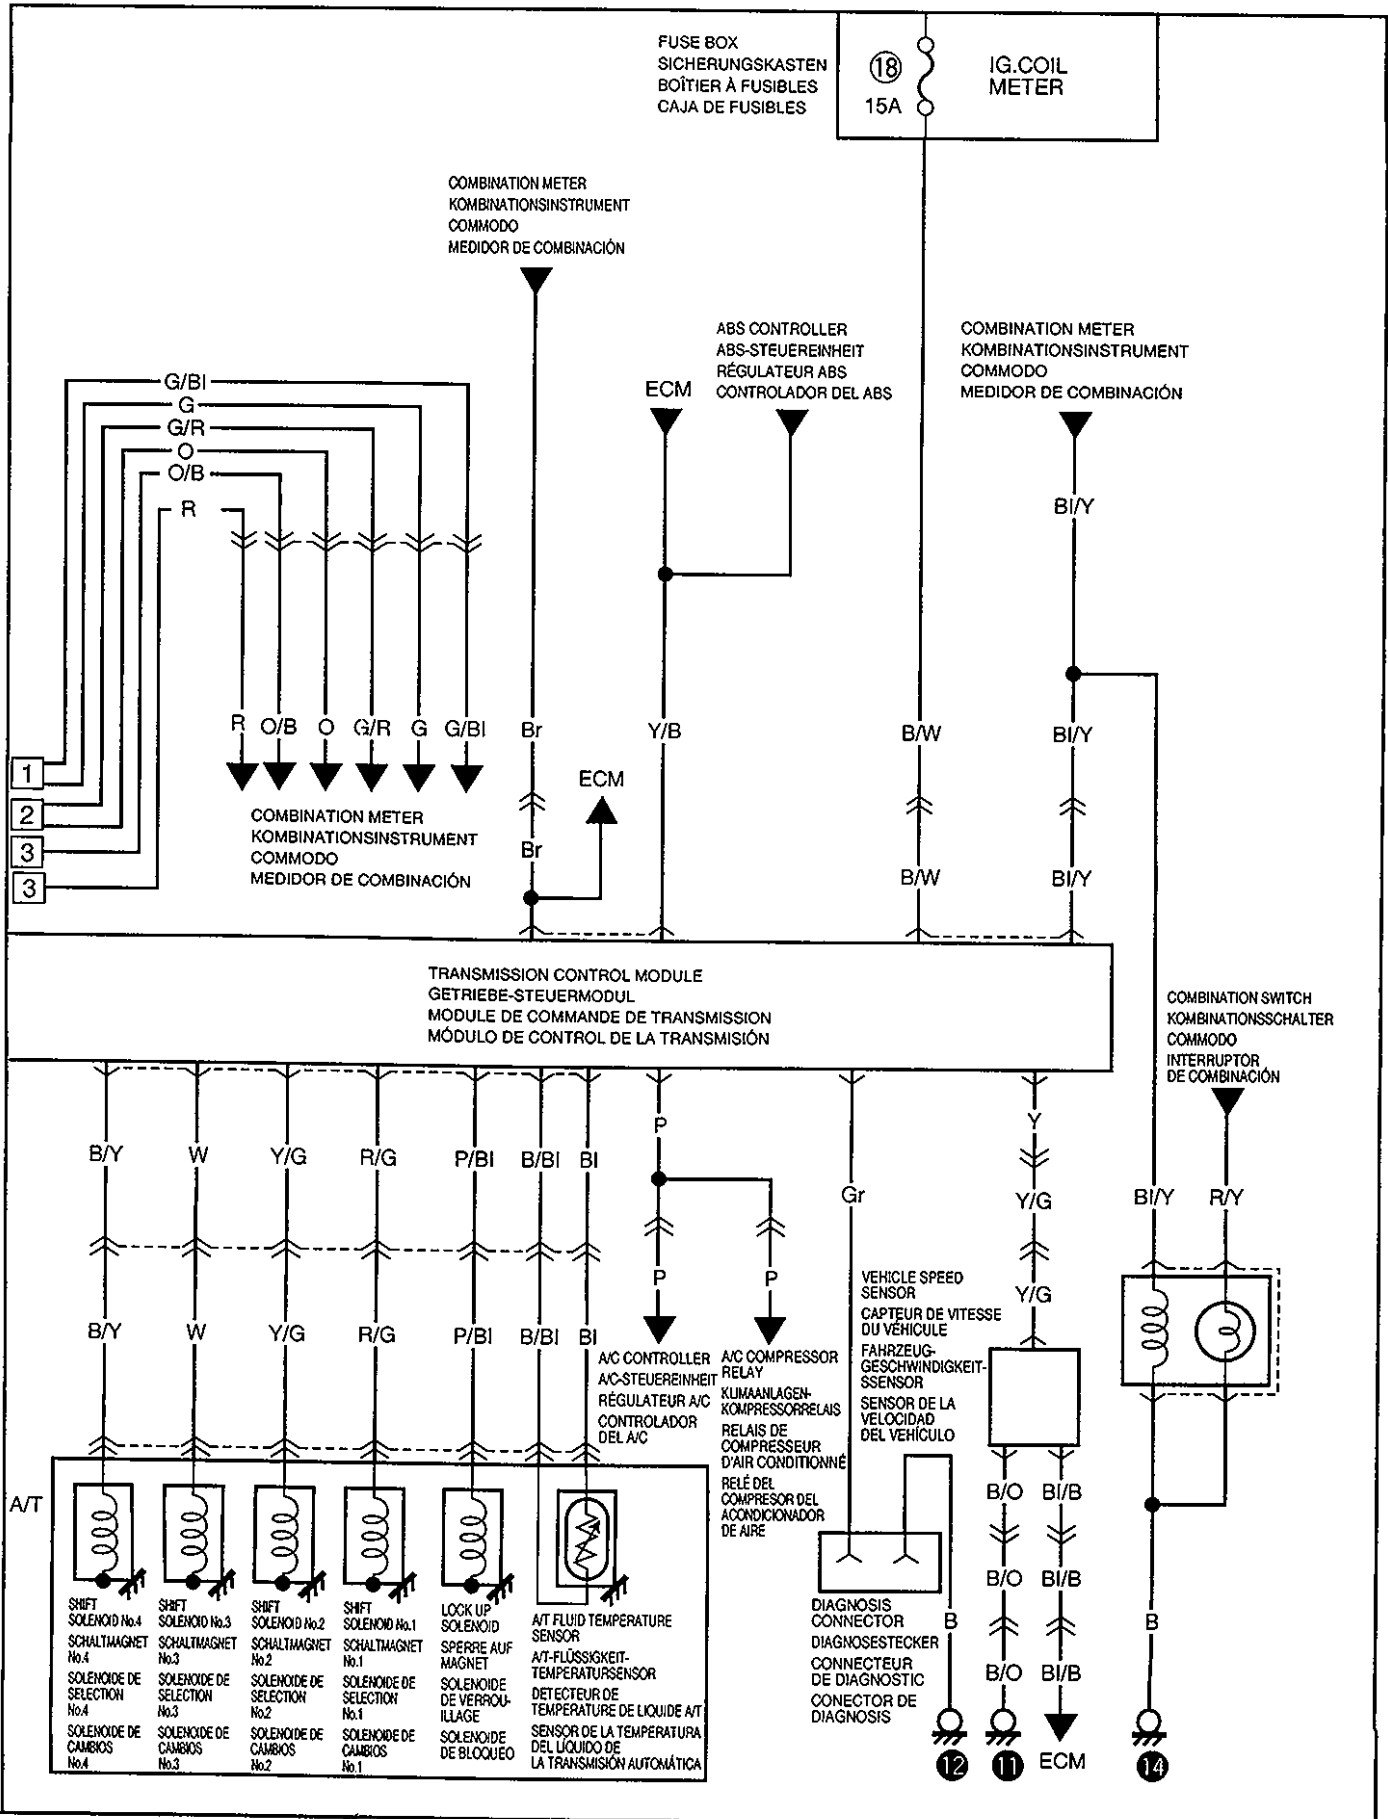 FUSE BOX
SICHERUNGSKASTEN
BOÎTIER À FUSIBLES
CAJA DE FUSIBLES
18
15A
IG.COIL
METER
COMBINATION METER
KOMBINATIONSINSTRUMENT
COMMODO
MEDIDOR DE COMBINACIÓN
ABS CONTROLLER
ABS-STEUEREINHEIT
RÉGULATEUR ABS
CONTROLADOR DEL ABS
ECM
COMBINATION METER
KOMBINATIONSINSTRUMENT
COMMODO
MEDIDOR DE COMBINACIÓN
G/Bl
G
G/R
O
O/B
R
Bl/Y
R O/B O G/R G G/Bl Br Y/B B/W Bl/Y
1
2
3
3
ECM
COMBINATION METER
KOMBINATIONSINSTRUMENT
COMMODO
MEDIDOR DE COMBINACIÓN
Br
B/W Bl/Y
TRANSMISSION CONTROL MODULE
GETRIEBE-STEUERMODUL
MODULE DE COMMANDE DE TRANSMISSION
MÓDULO DE CONTROL DE LA TRANSMISIÓN
COMBINATION SWITCH
KOMBINATIONSSCHALTER
COMMODO
INTERRUPTOR
DE COMBINACIÓN
P Y
B/Y W Y/G R/G P/Bl B/Bl Bl
Gr Y/G Bl/Y R/Y
P P Y/G
B/Y W Y/G R/G P/Bl B/Bl Bl
A/C CONTROLLER
A/C-STEUEREINHEIT
RÉGULATEUR A/C
CONTROLADOR
DEL A/C
A/C COMPRESSOR
RELAY
KLIMAANLAGEN-
KOMPRESSORRELAIS
RELAIS DE
COMPRESSEUR
D'AIR CONDITIONNÉ
RELÉ DEL
COMPRESOR DEL
ACONDICIONADOR
DE AIRE
VEHICLE SPEED
SENSOR
CAPTEUR DE VITESSE
DU VÉHICULE
FAHRZEUG-
GESCHWINDIGKEIT-
SSENSOR
SENSOR DE LA
VELOCIDAD
DEL VEHÍCULO
A/T
B/O Bl/B
B/O Bl/B
B/O Bl/B
SHIFT
SOLENOID No.4
SCHALTMAGNET
No.4
SOLENOIDE DE
SELECTION
No.4
SOLENOIDE DE
CAMBIOS
No.4
SHIFT
SOLENOID No.3
SCHALTMAGNET
No.3
SOLENOIDE DE
SELECTION
No.3
SOLENOIDE DE
CAMBIOS
No.3
SHIFT
SOLENOID No.2
SCHALTMAGNET
No.2
SOLENOIDE DE
SELECTION
No.2
SOLENOIDE DE
CAMBIOS
No.2
SHIFT
SOLENOID No.1
SCHALTMAGNET
No.1
SOLENOIDE DE
SELECTION
No.1
SOLENOIDE DE
CAMBIOS
No.1
LOCK UP
SOLENOID
SPERRE AUF
MAGNET
SOLENOIDE
DE VERROU-
ILLAGE
SOLENOIDE
DE BLOQUEO
A/T FLUID TEMPERATURE
SENSOR
A/T-FLÜSSIGKEIT-
TEMPERATURSENSOR
DETECTEUR DE
TEMPERATURE DE LIQUIDE A/T
SENSOR DE LA TEMPERATURA
DEL LÍQUIDO DE
LA TRANSMISIÓN AUTOMÁTICA
DIAGNOSIS
CONNECTOR
DIAGNOSESTECKER
CONNECTEUR
DE DIAGNOSTIC
CONECTOR DE
DIAGNOSIS
B
B
12
11
ECM
14